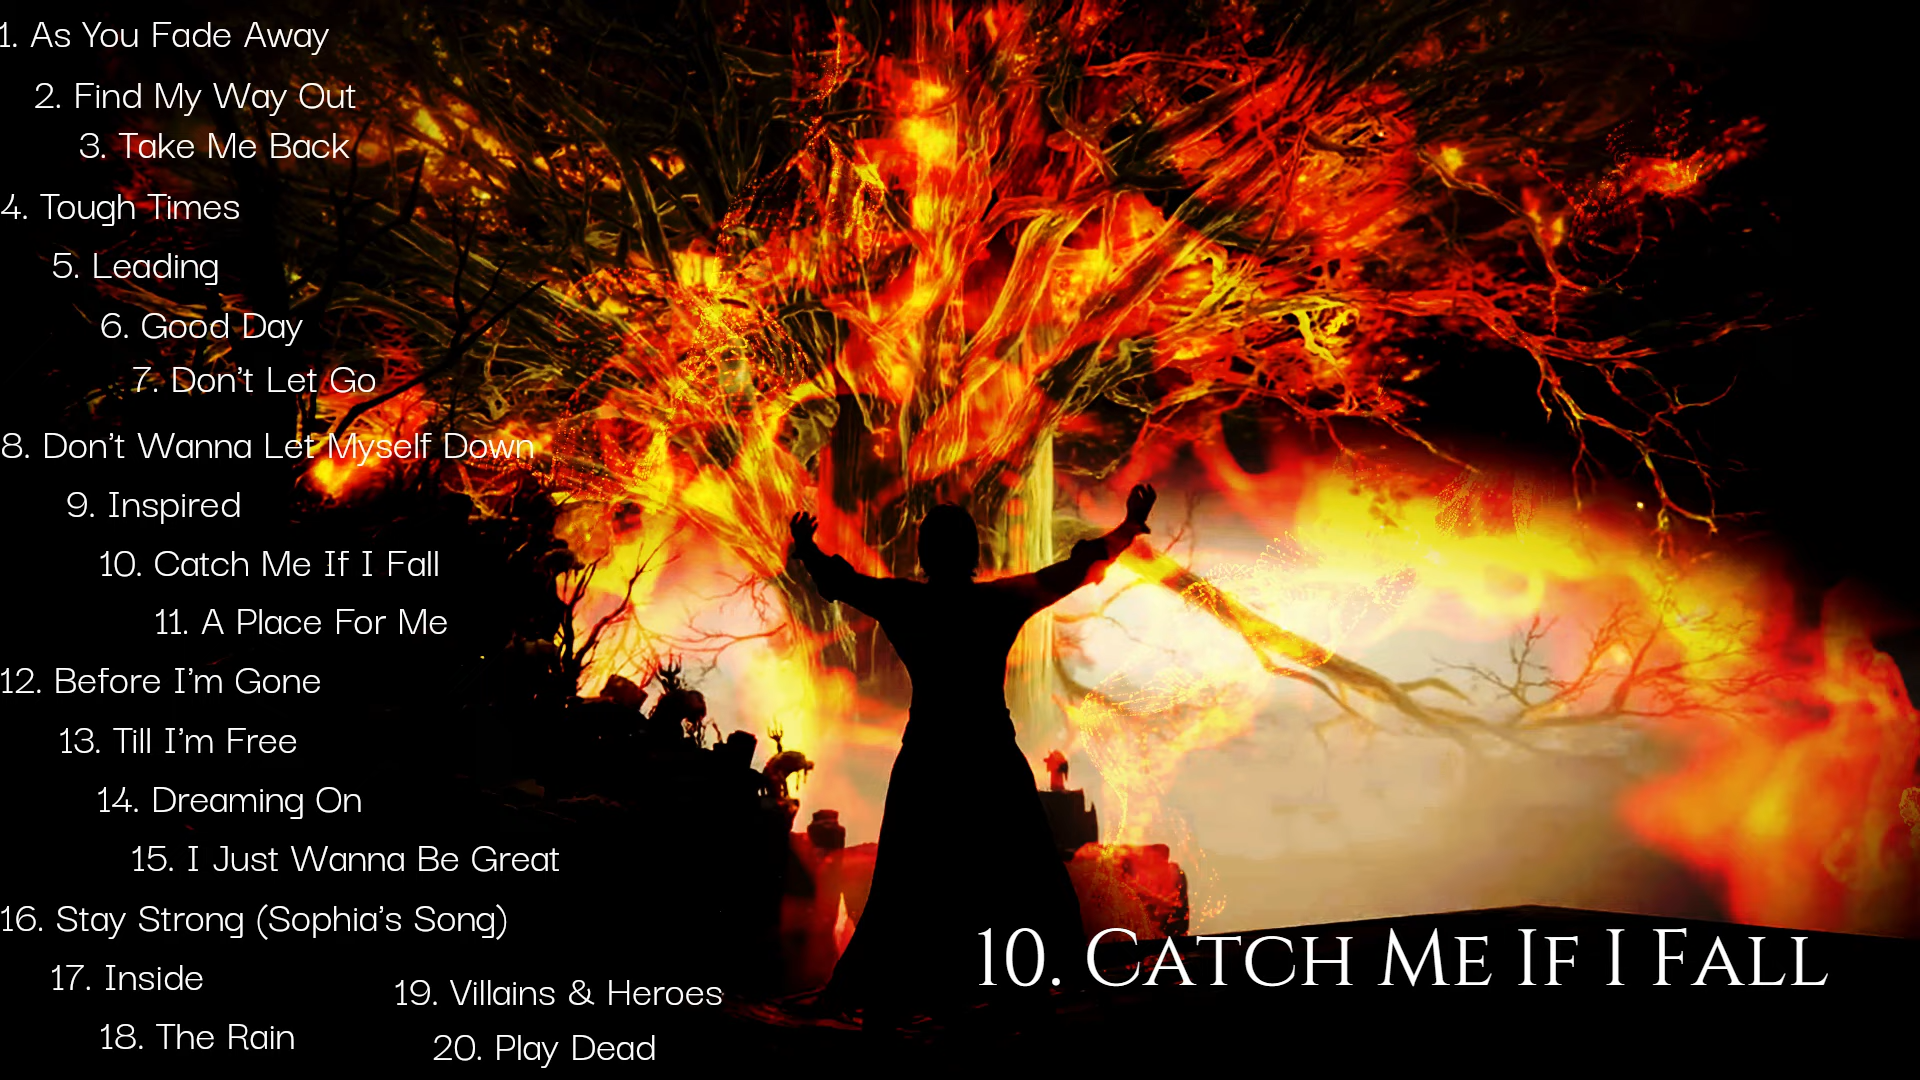 1. As You Fade Away
2. Find My Way Out
3. Take Me Back
4. Tough Times
5. Leading
6. Good Day
7. Don't Let Go
8. Don't Wanna Let Myself Down
9. Inspired
10. Catch Me If I Fall
11. A Place For Me
12. Before I'm Gone
13. Till I'm Free
14. Dreaming On
15. I Just Wanna Be Great
16. Stay Strong (Sophia's Song)
17. Inside
18. The Rain
19. Villains & Heroes
20. Play Dead
10. Catch Me If I Fall